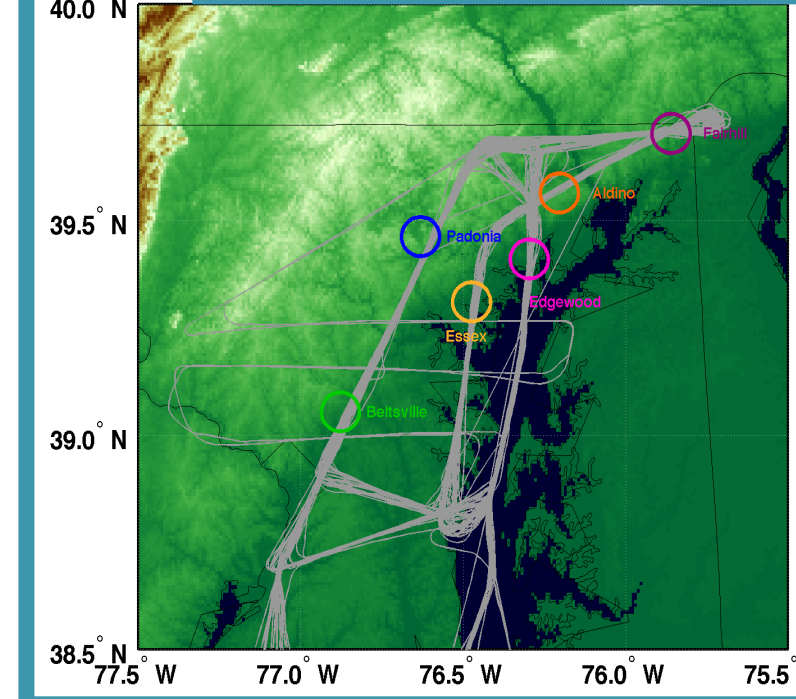 40.0 N
Fairhill
Aldino
39.5° N
Padonia
Edgewood
Essex
Beltsville
39.0° N
38.5° N
77.5° W 77.0° W 76.5° W 76.0° W 75.5°